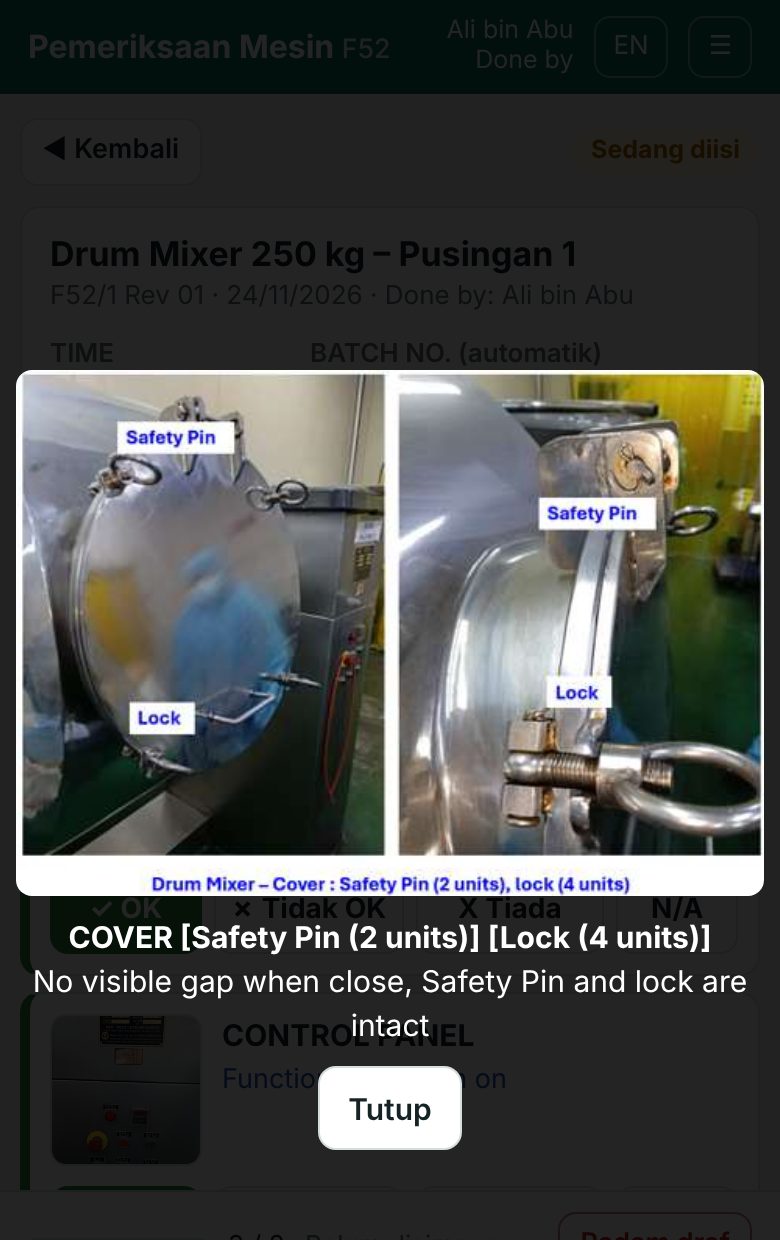 Pemeriksaan Mesin F52
Ali bin Abu
Done by
EN
☰
◀ Kembali
Sedang diisi
Drum Mixer 250 kg – Pusingan 1
F52/1 Rev 01 · 24/11/2026 · Done by: Ali bin Abu
TIME
BATCH NO. (automatik)
Safety Pin
Lock
Safety Pin
Lock
Drum Mixer – Cover : Safety Pin (2 units), lock (4 units)
✓ OK
× Tidak OK
X Tiada
N/A
COVER [Safety Pin (2 units)] [Lock (4 units)]
No visible gap when close, Safety Pin and lock are
intact
CONTROL PANEL
on
Tutup
Padam draf